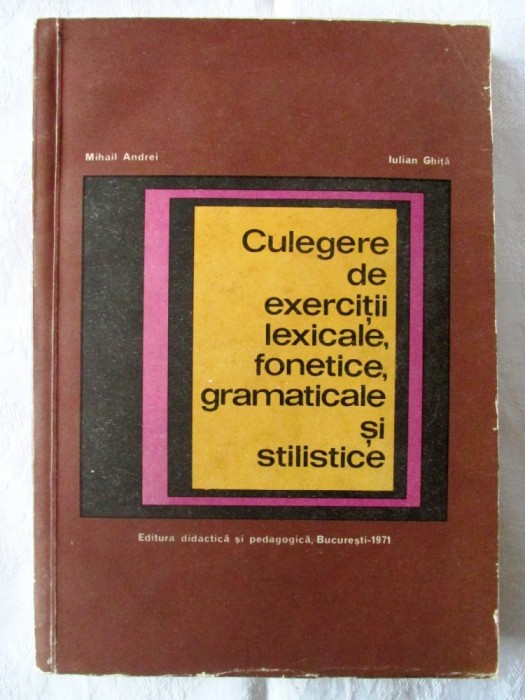 Mihail Andrei
Iulian Ghiță
Culegere
de
exerciții
lexicale,
fonetice,
gramaticale
și
stilistice
Editura didactică și pedagogică, București-1971